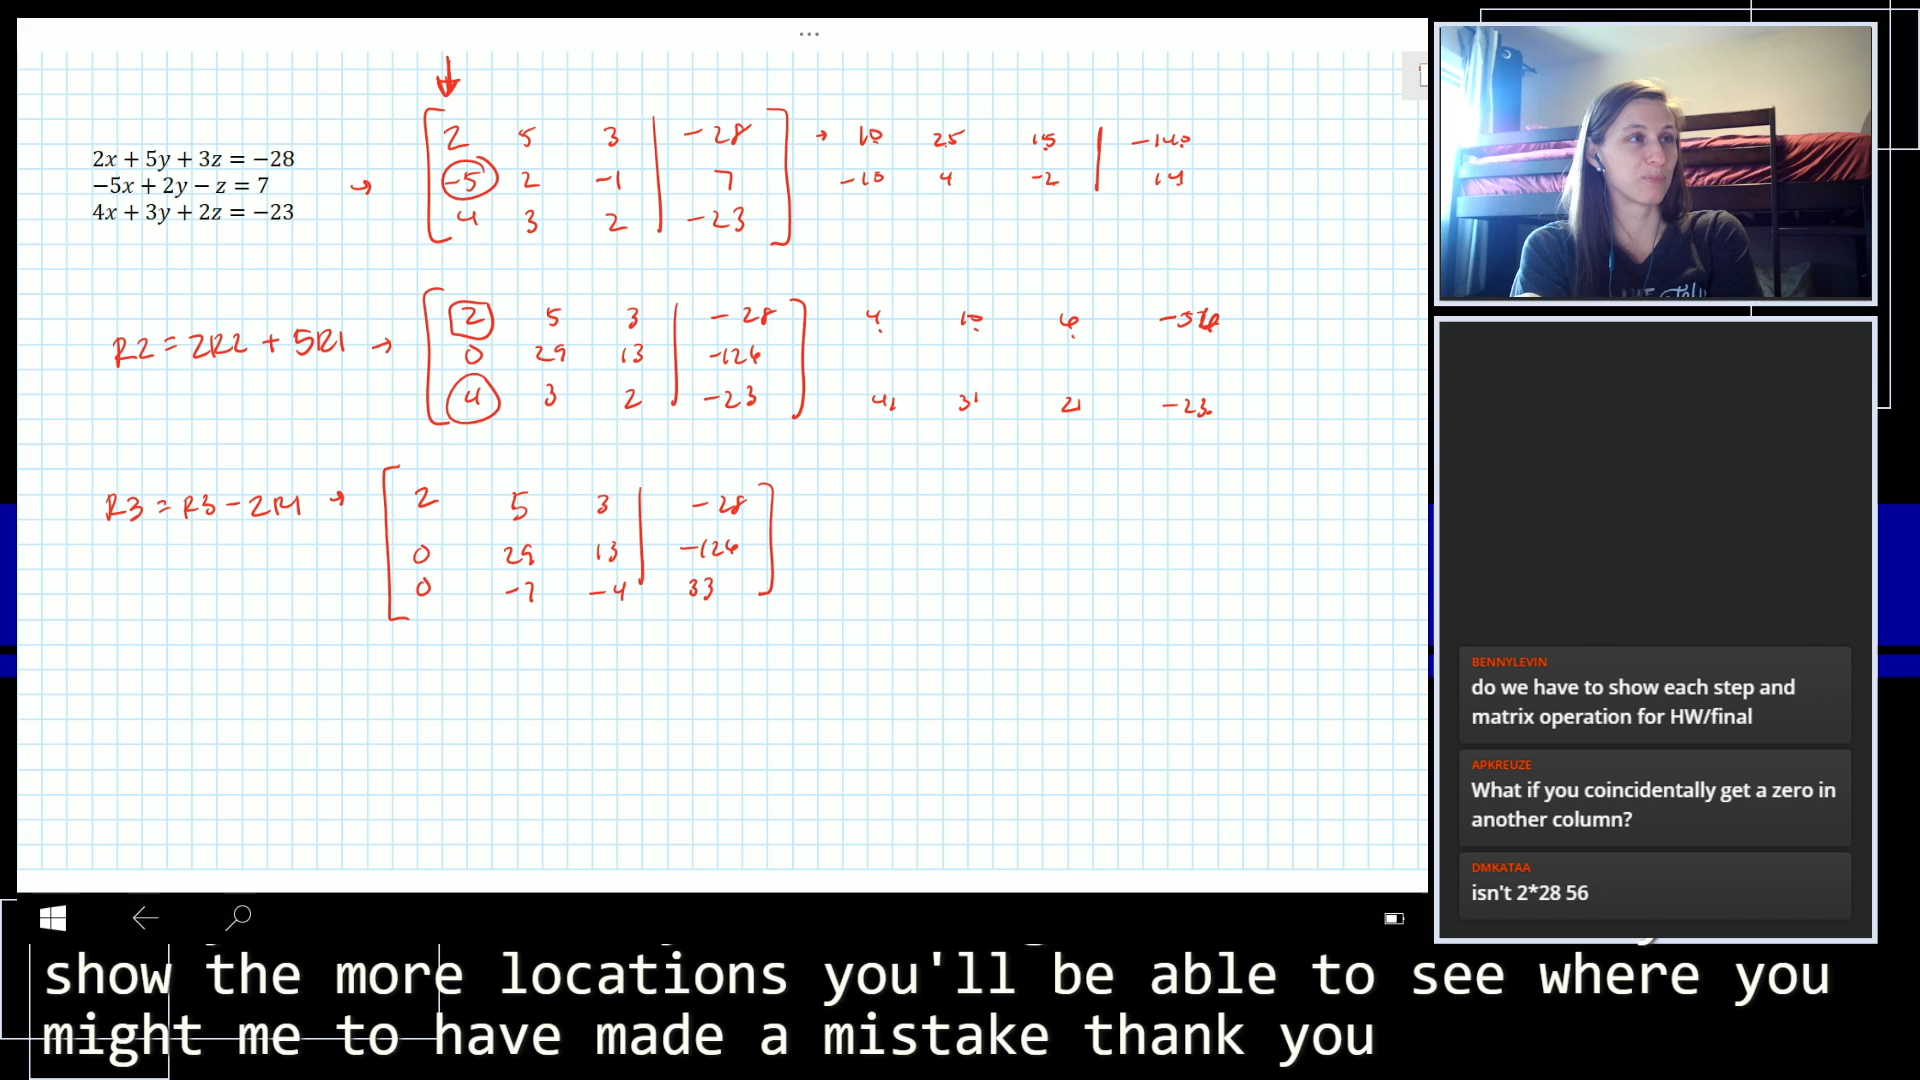 2x + 5y + 3z = −28
−5x + 2y − z = 7
4x + 3y + 2z = −23
→
2 5 3 | −28 → 10 25 15 | −140
−5 2 −1 | 7 −10 4 −2 | 14
4 3 2 | −23
R2 = 2R2 + 5R1 →
2 5 3 | −28 4 10 6 −56
0 29 13 | −126
4 3 2 | −23 4 3 2 −23
R3 = R3 − 2R1 →
2 5 3 | −28
0 29 13 | −126
0 −7 −4 33
BENNYLEVIN
do we have to show each step and
matrix operation for HW/final
APKREUZE
What if you coincidentally get a zero in
another column?
DMKATAA
isn't 2*28 56
show the more locations you'll be able to see where you
might me to have made a mistake thank you